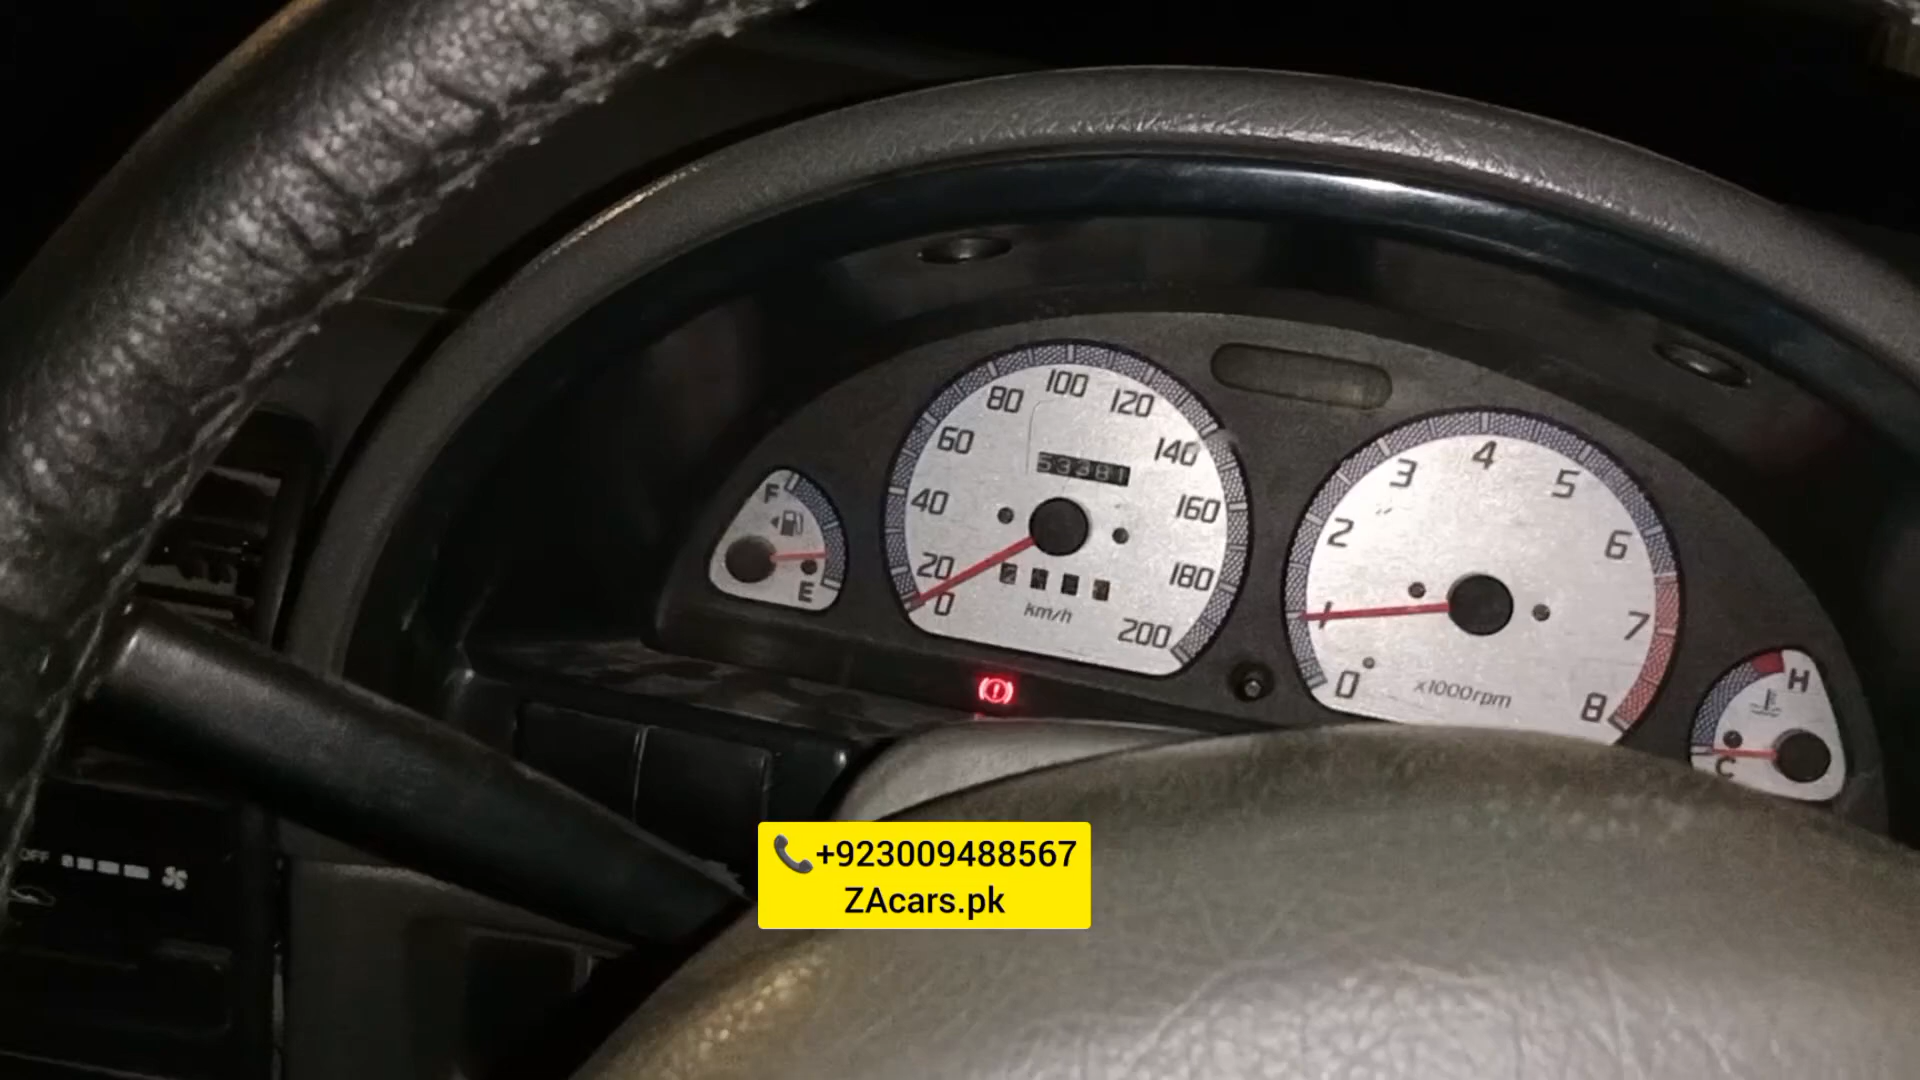 80 100 120
60 140
53381
40 160
20 180
0 200
km/h
F
E
3 4 5
2 6
1 7
0 8
x1000rpm
H
C
OFF
+923009488567
ZAcars.pk